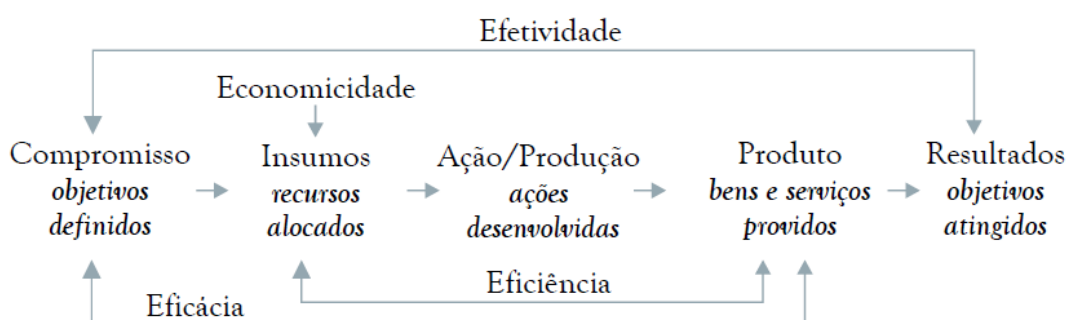 Efetividade
Economicidade
Compromisso Insumos Ação/Produção Produto Resultados
objetivos recursos ações bens e serviços objetivos
definidos alocados desenvolvidas providos atingidos
Eficiência
Eficácia